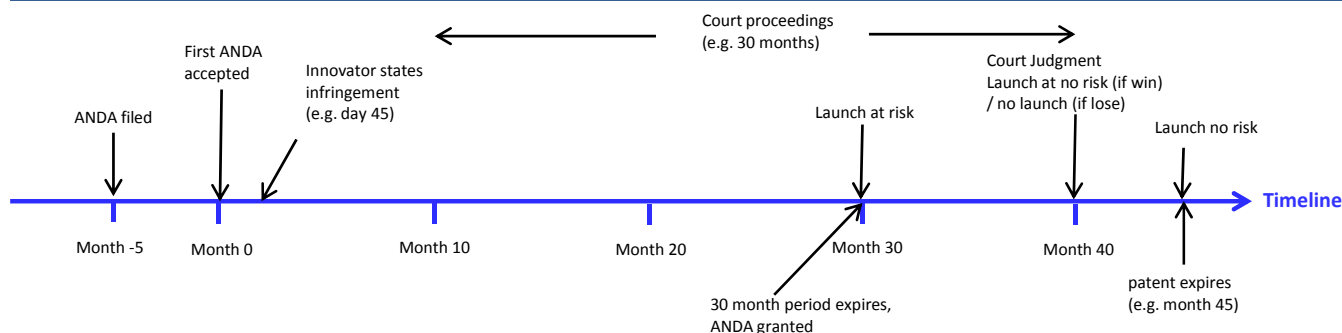 Court proceedings
(e.g. 30 months)
First ANDA
accepted
Innovator states
infringement
(e.g. day 45)
Court Judgment
Launch at no risk (if win)
/ no launch (if lose)
ANDA filed
Launch at risk
Launch no risk
Timeline
Month -5
Month 0
Month 10
Month 20
Month 30
Month 40
30 month period expires,
ANDA granted
patent expires
(e.g. month 45)